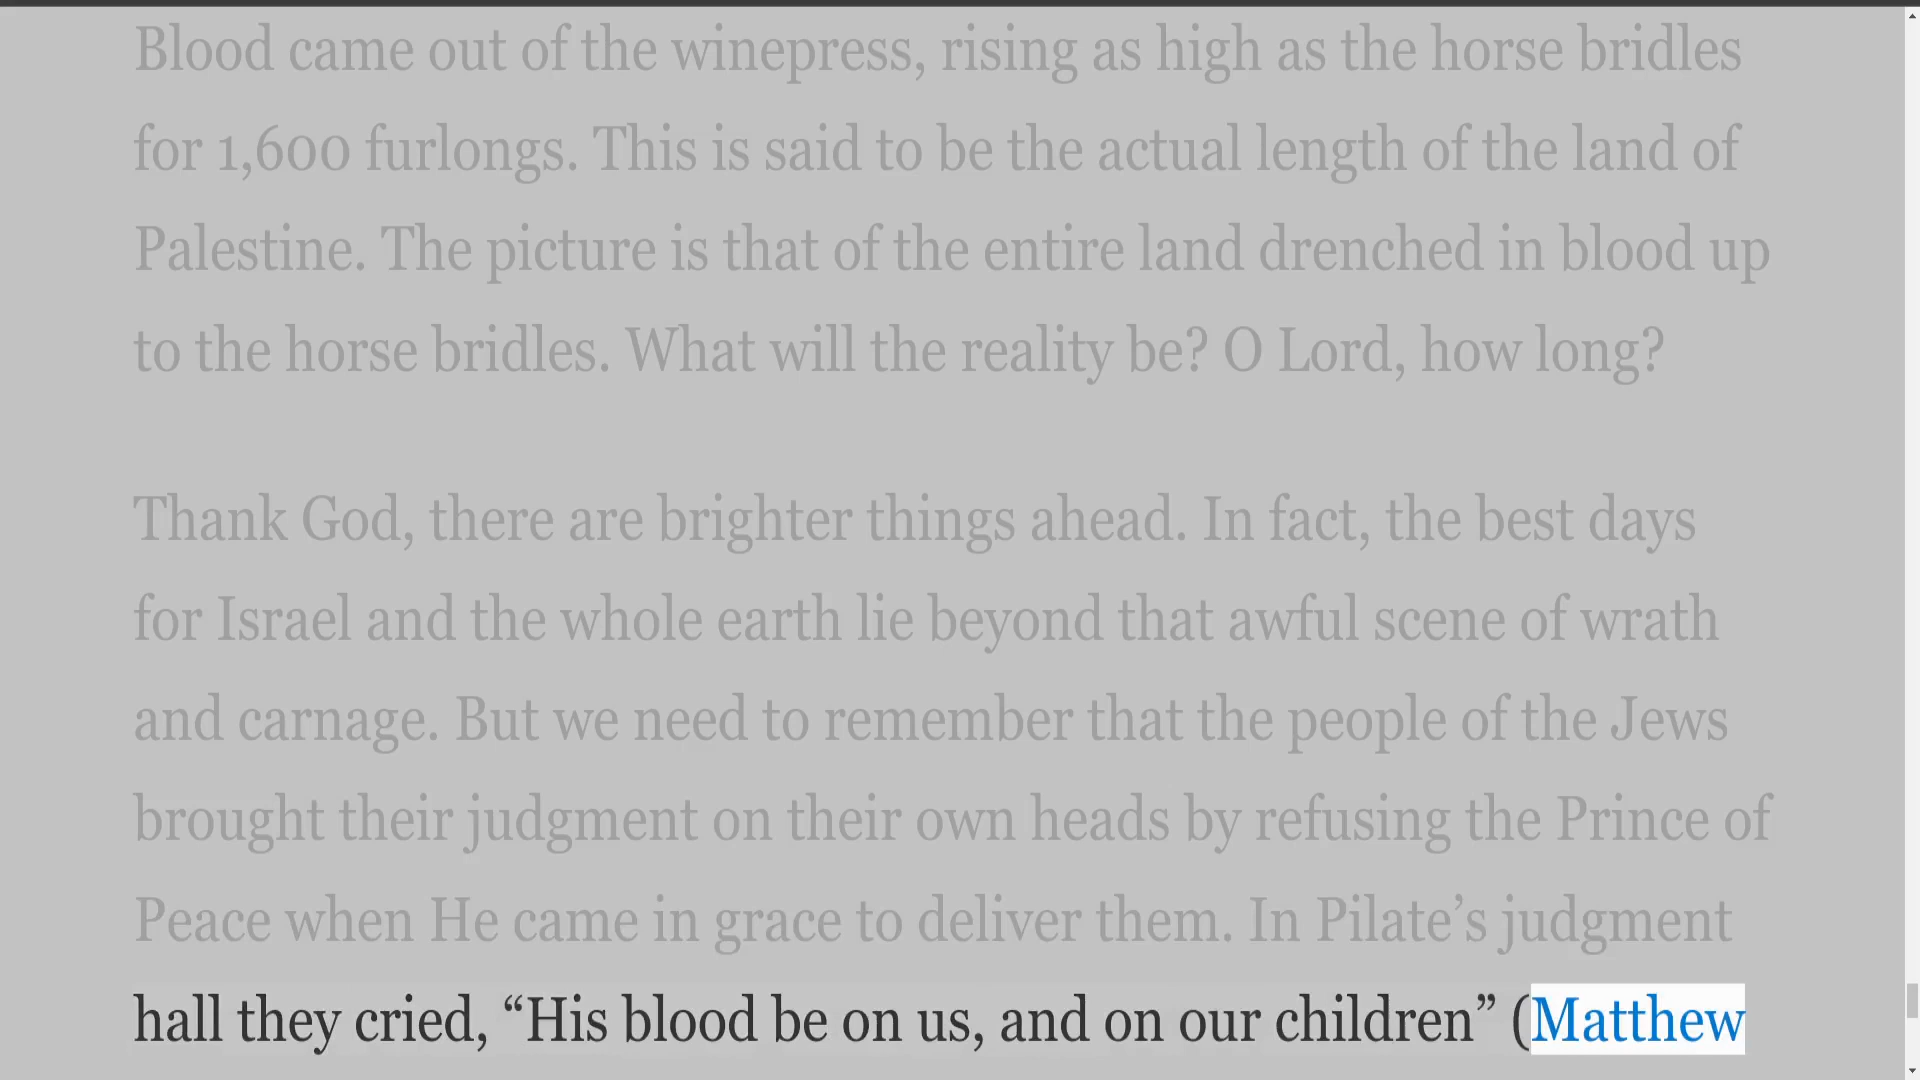 Blood came out of the winepress, rising as high as the horse bridles
for 1,600 furlongs. This is said to be the actual length of the land of
Palestine. The picture is that of the entire land drenched in blood up
to the horse bridles. What will the reality be? O Lord, how long?
Thank God, there are brighter things ahead. In fact, the best days
for Israel and the whole earth lie beyond that awful scene of wrath
and carnage. But we need to remember that the people of the Jews
brought their judgment on their own heads by refusing the Prince of
Peace when He came in grace to deliver them. In Pilate’s judgment
hall they cried, “His blood be on us, and on our children” (Matthew